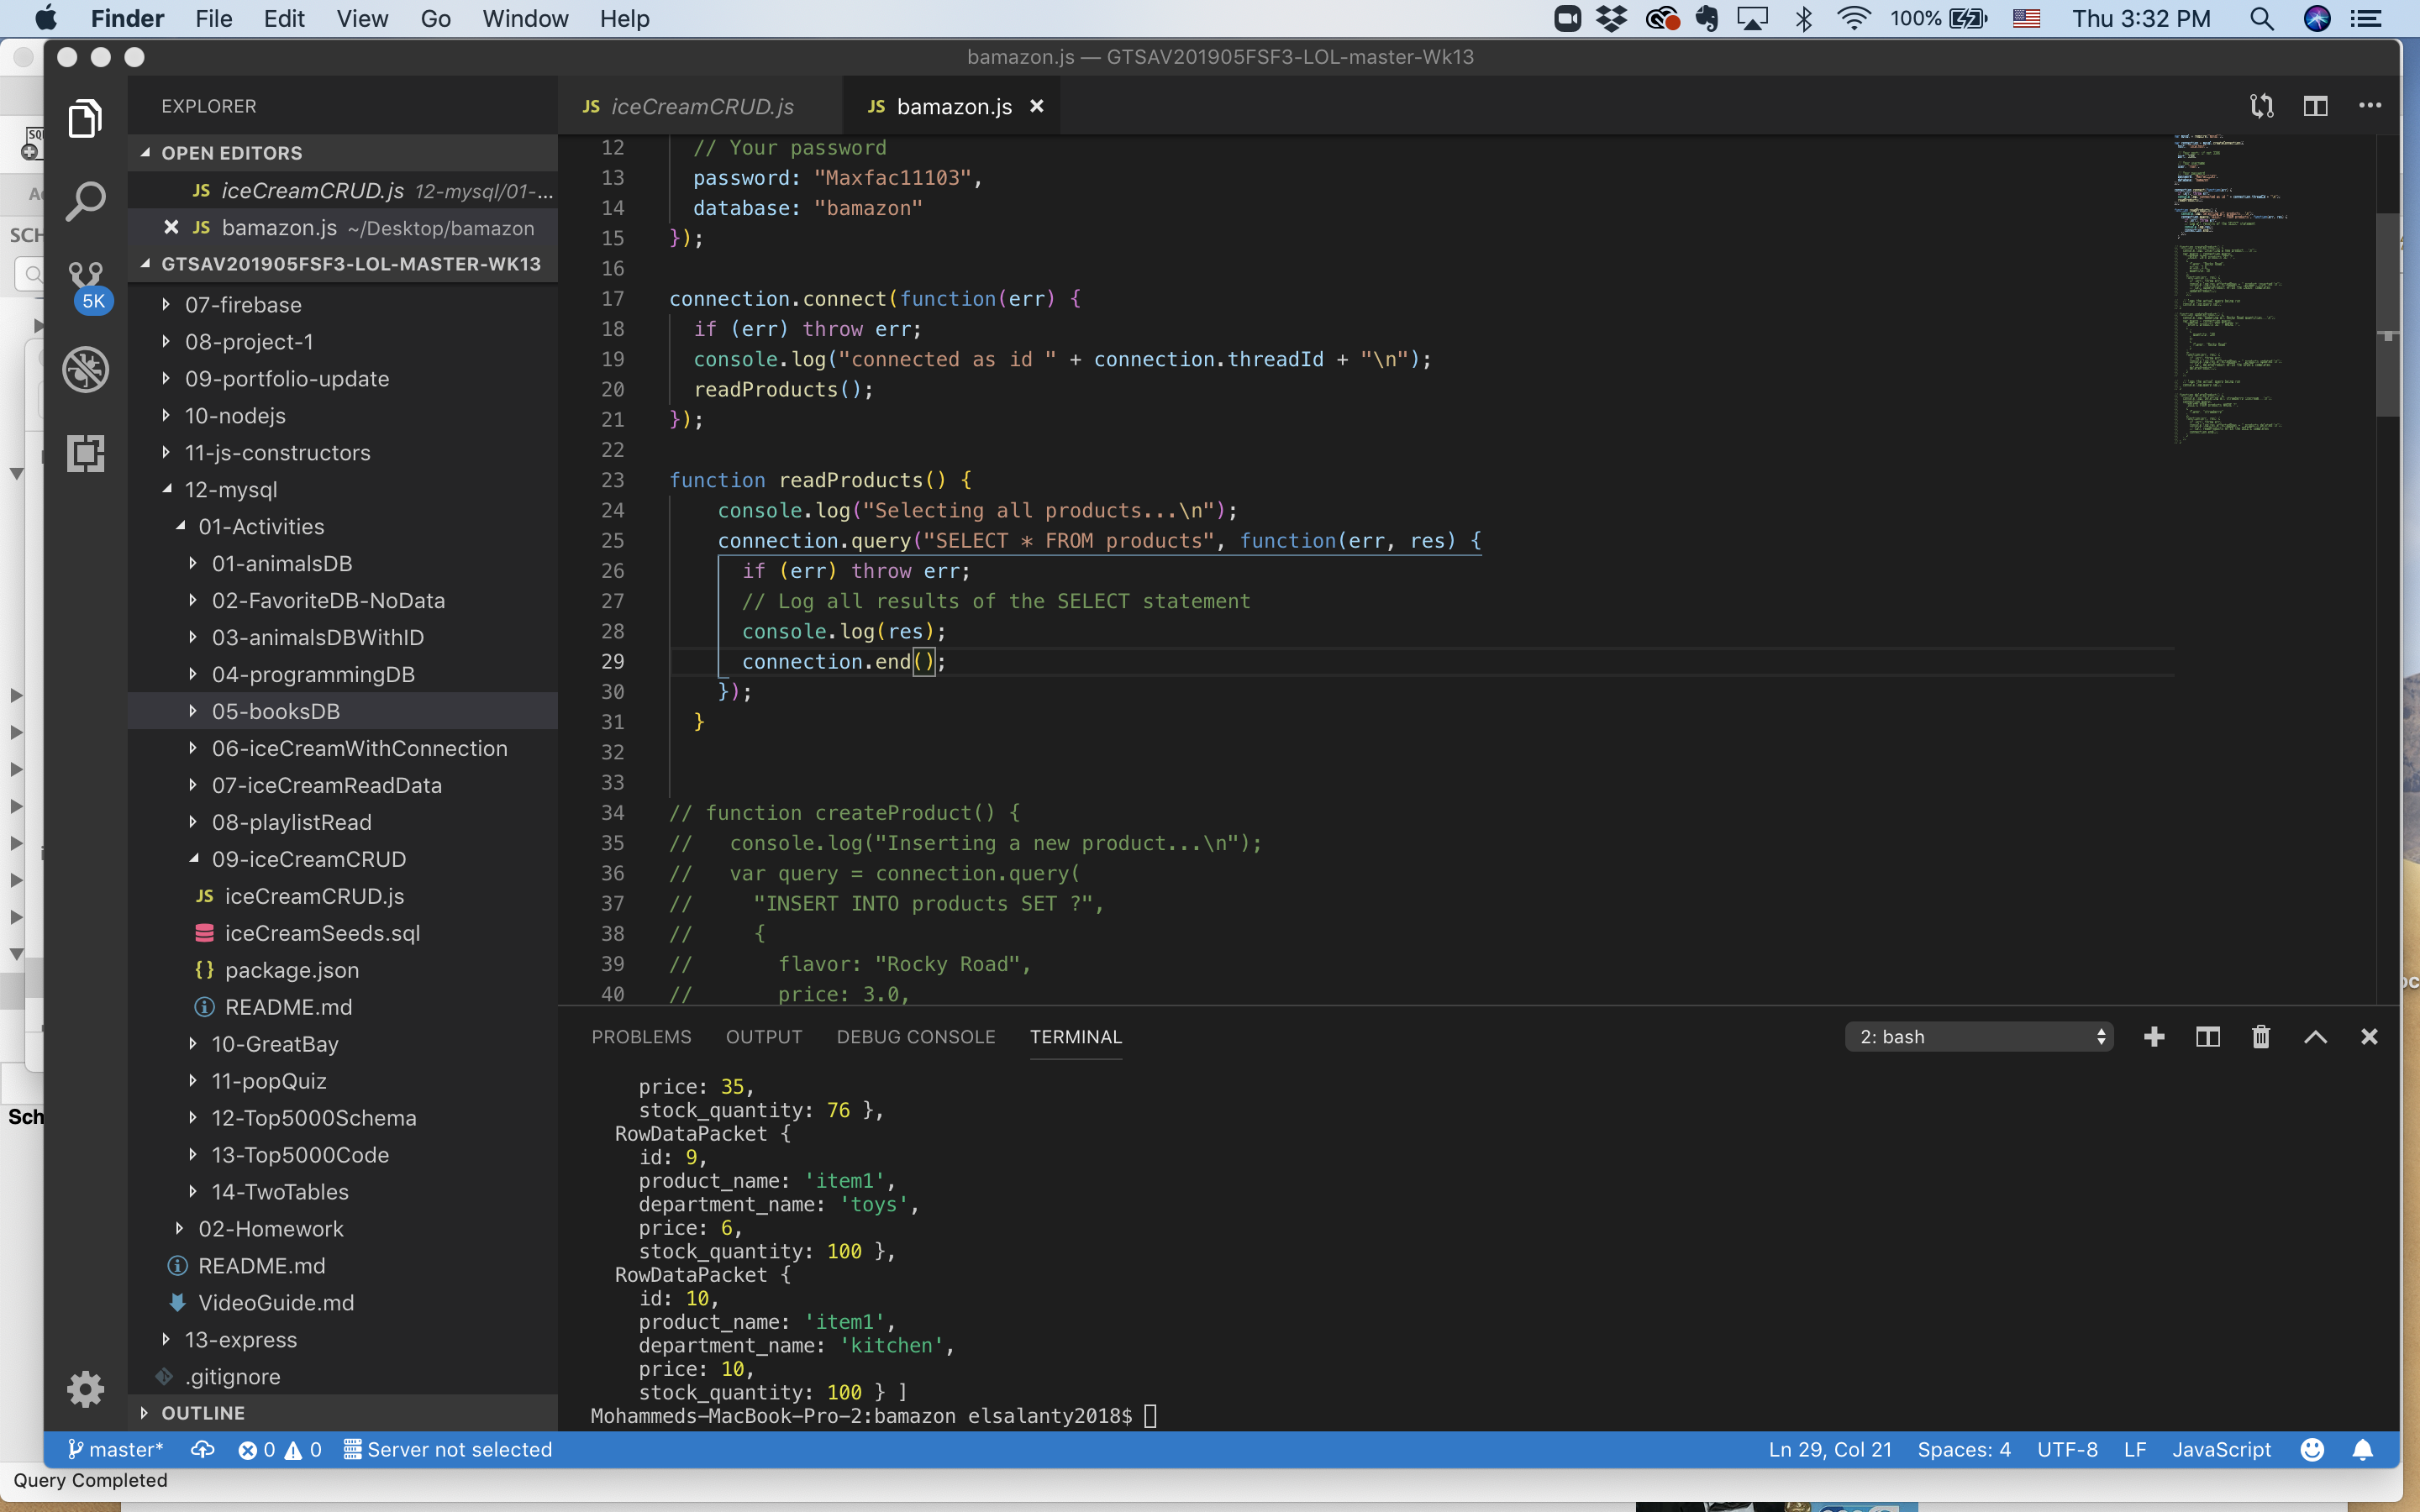 Finder File Edit View Go Window Help 100% Thu 3:32 PM
bamazon.js — GTSAV201905FSF3-LOL-master-Wk13
EXPLORER
OPEN EDITORS
JS iceCreamCRUD.js 12-mysql/01-...
JS bamazon.js ~/Desktop/bamazon
GTSAV201905FSF3-LOL-MASTER-WK13
5K
07-firebase
08-project-1
09-portfolio-update
10-nodejs
11-js-constructors
12-mysql
01-Activities
01-animalsDB
02-FavoriteDB-NoData
03-animalsDBWithID
04-programmingDB
05-booksDB
06-iceCreamWithConnection
07-iceCreamReadData
08-playlistRead
09-iceCreamCRUD
JS iceCreamCRUD.js
iceCreamSeeds.sql
{} package.json
README.md
10-GreatBay
11-popQuiz
12-Top5000Schema
13-Top5000Code
14-TwoTables
02-Homework
README.md
VideoGuide.md
13-express
.gitignore
OUTLINE
JS iceCreamCRUD.js JS bamazon.js
12 // Your password
13 password: "Maxfac11103",
14 database: "bamazon"
15 });
16
17 connection.connect(function(err) {
18 if (err) throw err;
19 console.log("connected as id " + connection.threadId + "\n");
20 readProducts();
21 });
22
23 function readProducts() {
24 console.log("Selecting all products...\n");
25 connection.query("SELECT * FROM products", function(err, res) {
26 if (err) throw err;
27 // Log all results of the SELECT statement
28 console.log(res);
29 connection.end();
30 });
31 }
32
33
34 // function createProduct() {
35 // console.log("Inserting a new product...\n");
36 // var query = connection.query(
37 // "INSERT INTO products SET ?",
38 // {
39 // flavor: "Rocky Road",
40 // price: 3.0,
PROBLEMS OUTPUT DEBUG CONSOLE TERMINAL 2: bash
price: 35,
stock_quantity: 76 },
RowDataPacket {
id: 9,
product_name: 'item1',
department_name: 'toys',
price: 6,
stock_quantity: 100 },
RowDataPacket {
id: 10,
product_name: 'item1',
department_name: 'kitchen',
price: 10,
stock_quantity: 100 } ]
Mohammeds-MacBook-Pro-2:bamazon elsalanty2018$
master* 0 0 Server not selected Ln 29, Col 21 Spaces: 4 UTF-8 LF JavaScript
Sch
Query Completed